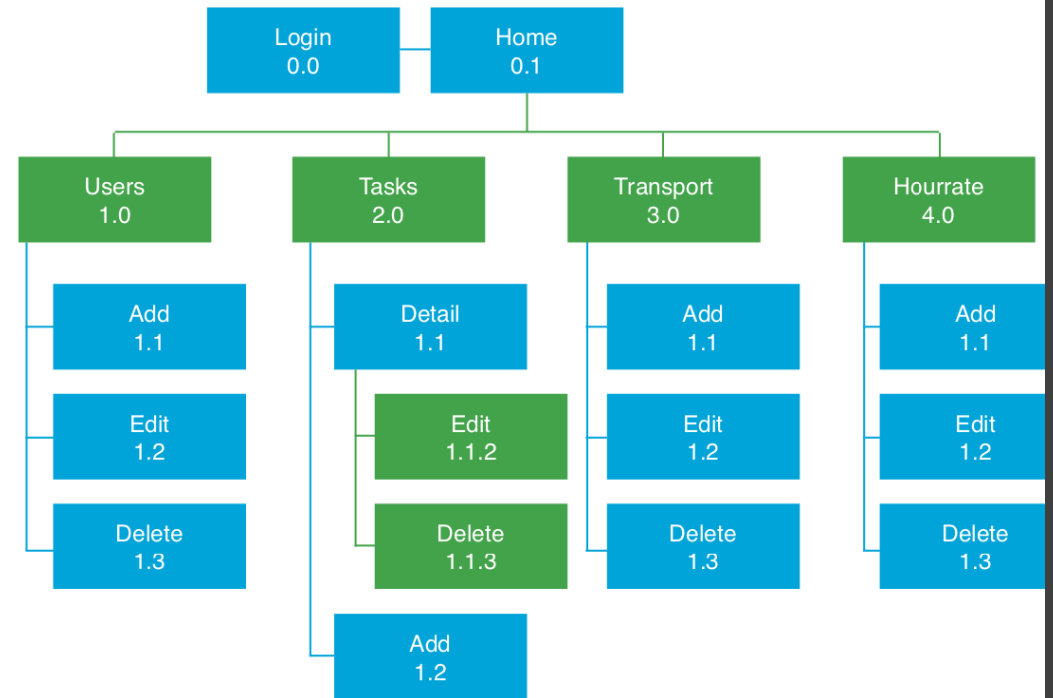 Login
0.0
Home
0.1
Users
1.0
Tasks
2.0
Transport
3.0
Hourrate
4.0
Add
1.1
Edit
1.2
Delete
1.3
Detail
1.1
Edit
1.1.2
Delete
1.1.3
Add
1.2
Add
1.1
Edit
1.2
Delete
1.3
Add
1.1
Edit
1.2
Delete
1.3